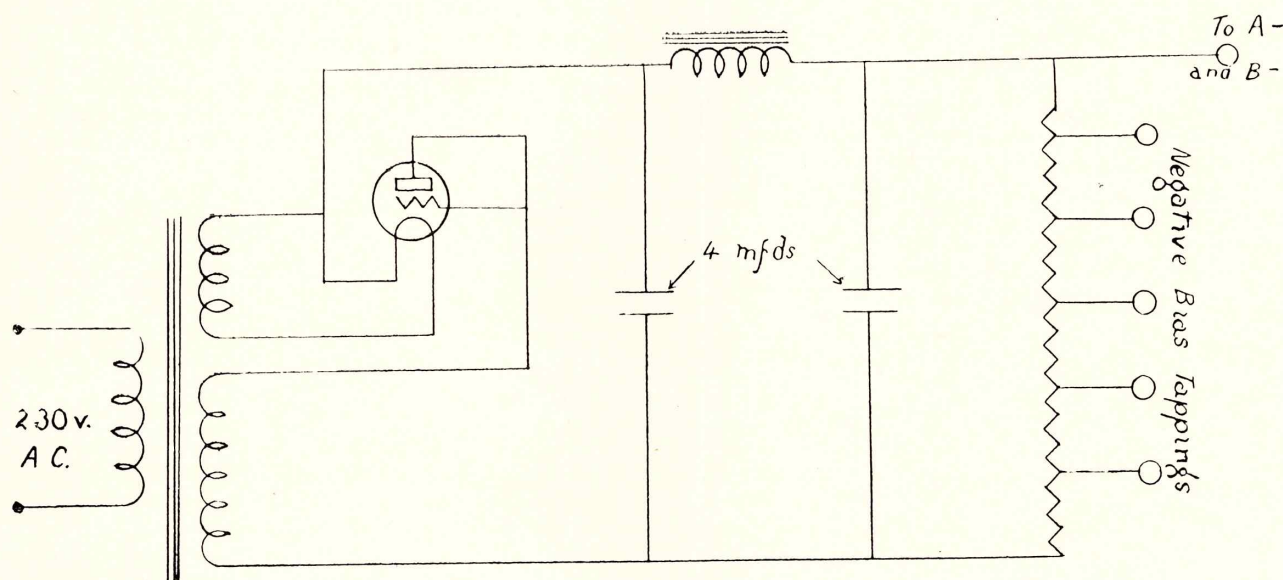 To A-
and B-
Negative Bias Tappings
4 mfds
230 v.
A C.